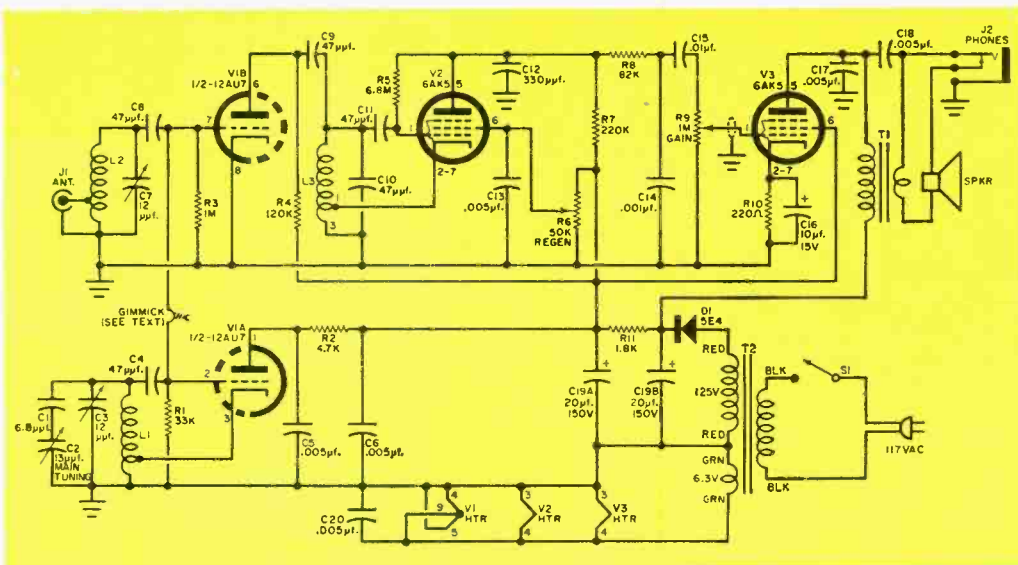 C9
47µµf.
V1B 6
1/2-12AU7
C8
47µµf.
7
8
L2
J1
ANT.
C7
12
µµf.
R3
1M
R4
120K
R5
6.8M
C11
47µµf.
V2
6AK5 5
1
6
2-7
C12
330µµf.
L3
1
3
C10
47µµf.
C13
.005µf.
R6
50K
REGEN
R7
220K
R8
82K
C15
.01µf.
C14
.001µf.
R9
1M
GAIN
V3
6AK5 5
1
6
2-7
R10
220Ω
C16
10µf.
15V
C17
.005µf.
C18
.005µf.
T1
J2
PHONES
SPKR
GIMMICK
(SEE TEXT)
V1A
1/2-12AU7 1
2
3
C4
47µµf.
C1
6.8µµf.
C2
13µµf.
MAIN
TUNING
C3
12
µµf.
L1
R1
33K
R2
4.7K
C5
.005µf.
C6
.005µf.
C20
.005µf.
4
9
5
V1
HTR
3
4
V2
HTR
3
4
V3
HTR
R11
1.8K
D1
5E4
C19A
20µf.
150V
C19B
20µf.
150V
RED
125V
RED
GRN
6.3V
GRN
T2
BLK
BLK
S1
117VAC